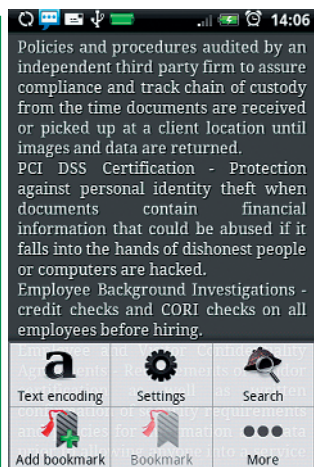 14:06
Policies and procedures audited by an
independent third party firm to assure
compliance and track chain of custody
from the time documents are received
or picked up at a client location until
images and data are returned.
PCI DSS Certification - Protection
against personal identity theft when
documents contain financial
information that could be abused if it
falls into the hands of dishonest people
or computers are hacked.
Employee Background Investigations -
credit checks and CORI checks on all
employees before hiring.
Employee and Vendor Confidentiality
a
Text encoding Settings Search
Add bookmark Bookmark More